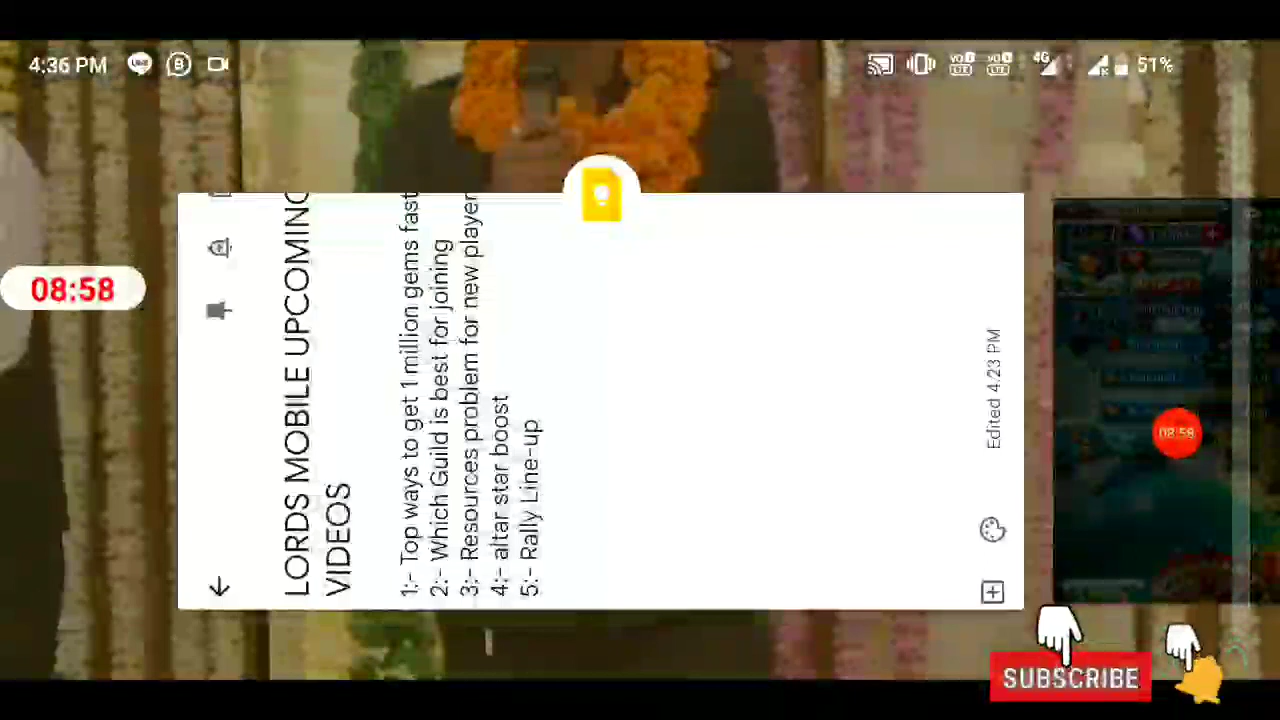 4:36 PM
51%
08:58
LORDS MOBILE UPCOMING
VIDEOS
1:- Top ways to get 1 million gems fast
2:- Which Guild is best for joining
3:- Resources problem for new player
4:- altar star boost
5:- Rally Line-up
Edited 4.23 PM
08:58
SUBSCRIBE